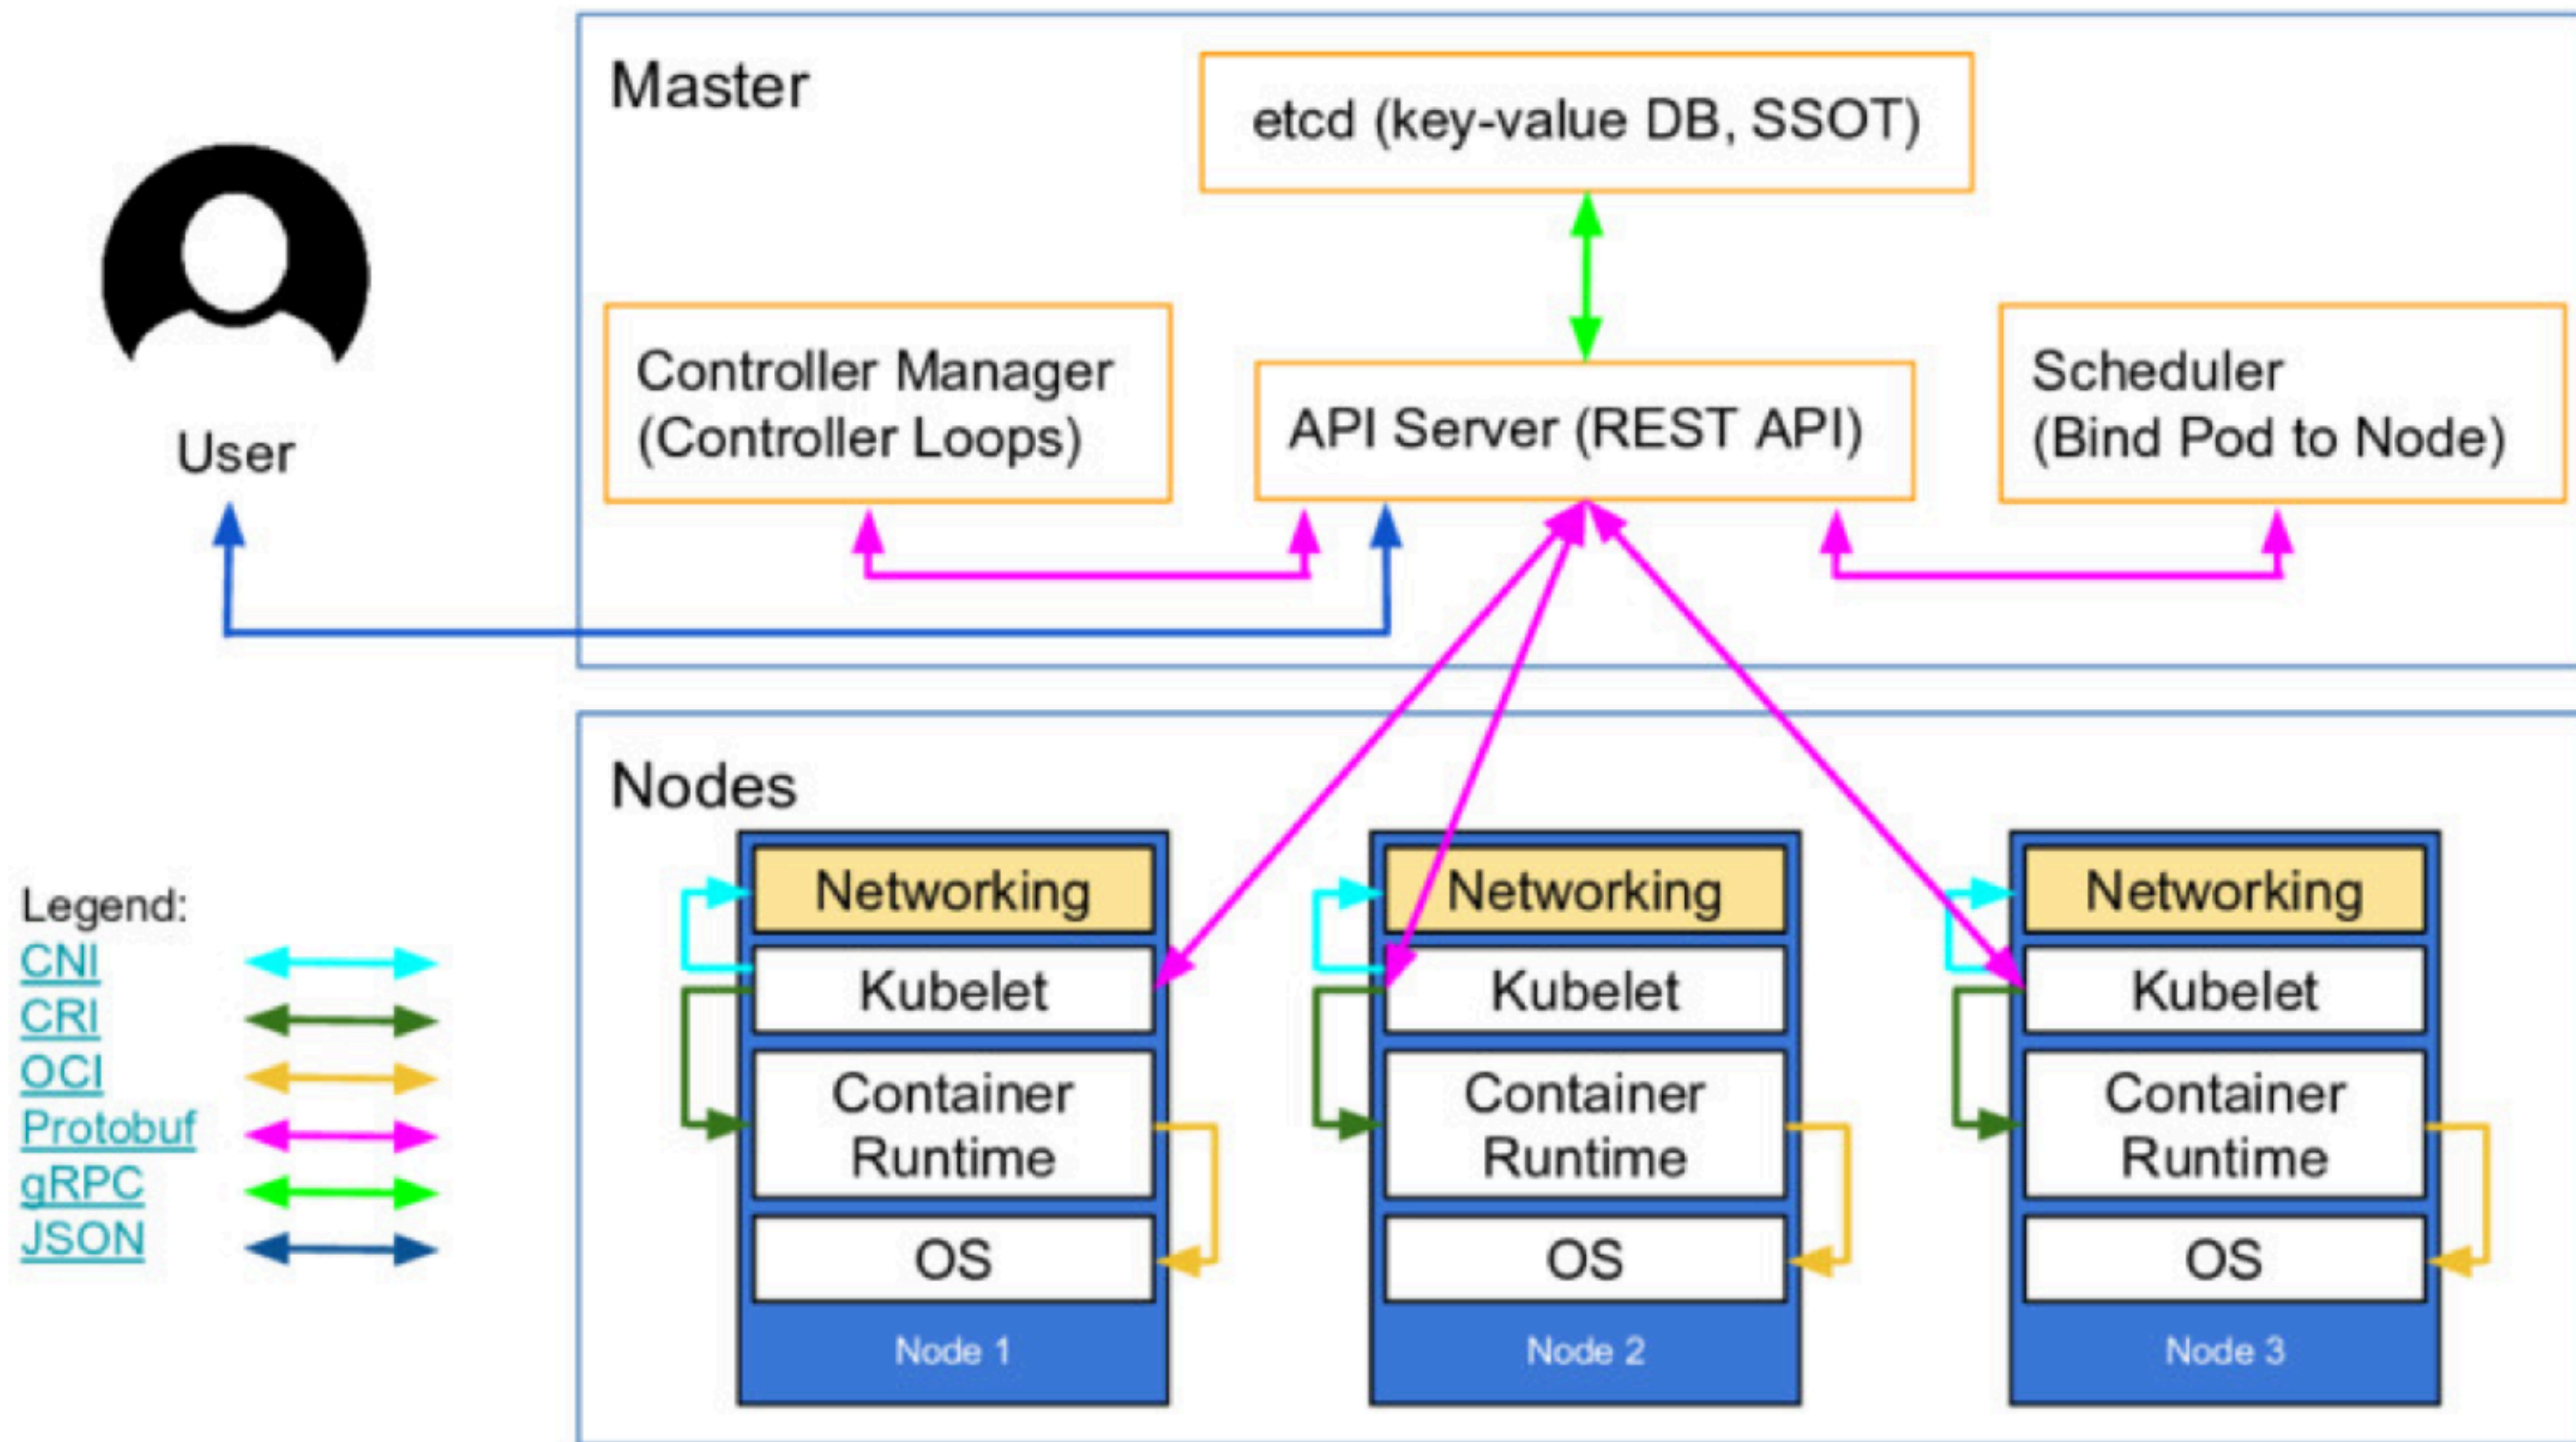 Master
etcd (key-value DB, SSOT)
Controller Manager
(Controller Loops)
API Server (REST API)
Scheduler
(Bind Pod to Node)
User
Nodes
Networking
Kubelet
Container
Runtime
OS
Node 1
Networking
Kubelet
Container
Runtime
OS
Node 2
Networking
Kubelet
Container
Runtime
OS
Node 3
Legend:
CNI
CRI
OCI
Protobuf
gRPC
JSON